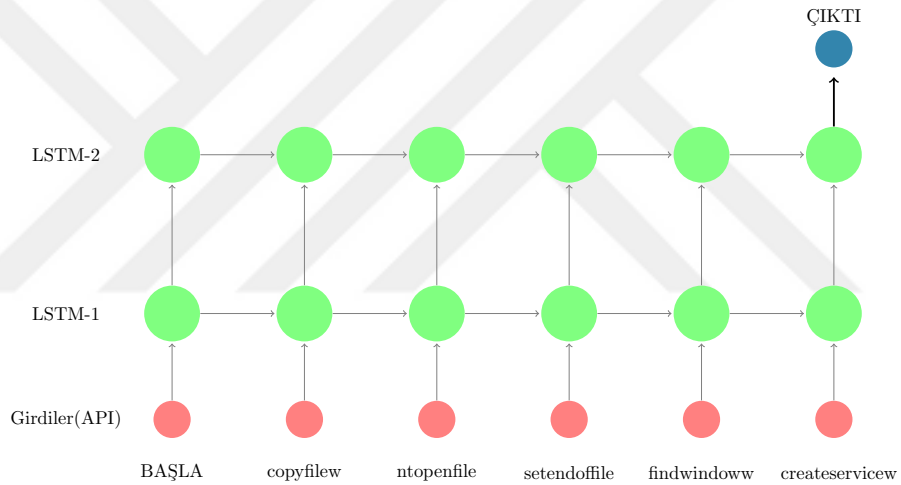 ÇIKTI
LSTM-2
LSTM-1
Girdiler(API)
BAŞLA copyfilew ntopenfile setendoffile findwindoww createservicew